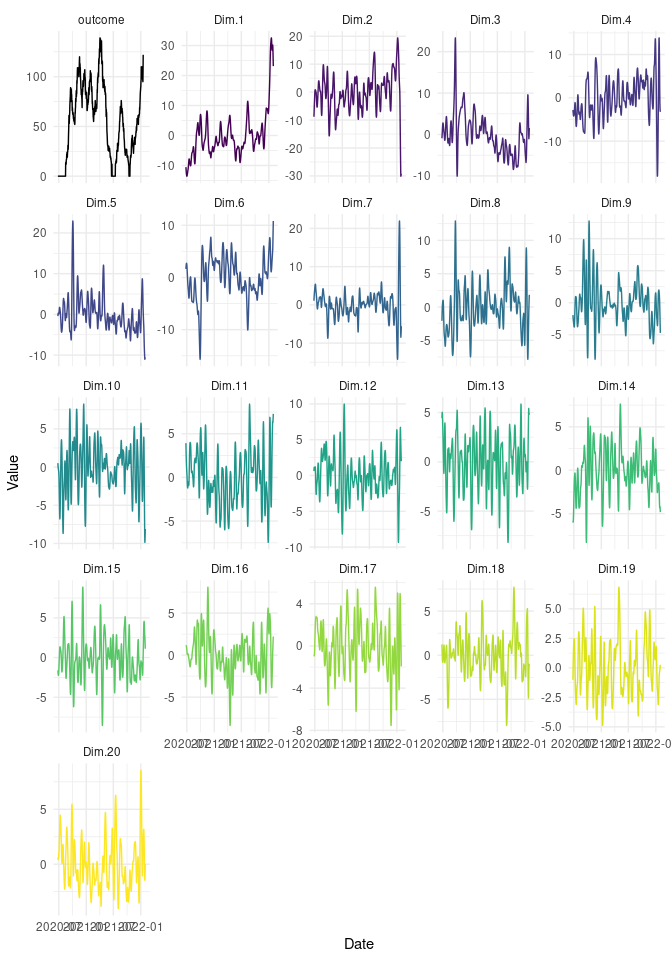 outcome Dim.1 Dim.2 Dim.3 Dim.4
100 50 0
30 20 10 0 -10
20 10 0 -10 -20 -30
20 10 0 -10
10 0 -10
Dim.5 Dim.6 Dim.7 Dim.8 Dim.9
20 10 0 -10
10 0 -10
20 10 0 -10
10 5 0 -5
10 5 0 -5
Dim.10 Dim.11 Dim.12 Dim.13 Dim.14
5 0 -5 -10
5 0 -5
10 5 0 -5 -10
5 0 -5
5 0 -5
Dim.15 Dim.16 Dim.17 Dim.18 Dim.19
5 0 -5
5 0 -5
4 0 -4 -8
5 0 -5
5.0 2.5 0.0 -2.5 -5.0
Dim.20
5 0
Value
Date